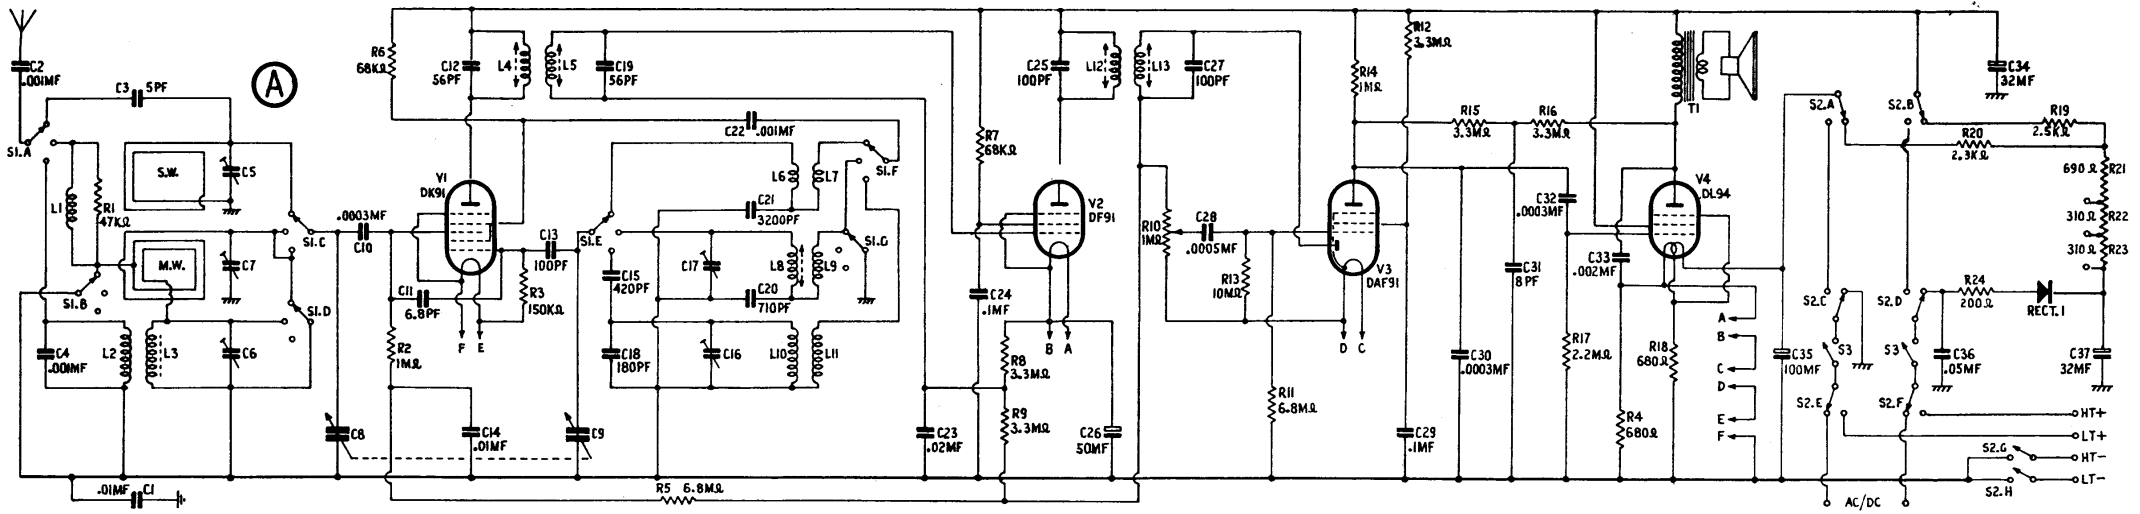 C2
.001MF
C3 5PF
A
S1.A
L1
R1
47KΩ
S.W.
C5
M.W.
C7
S1.B
S1.C
S1.D
C4
.001MF
L2
L3
C6
.01MF C1
.0003MF
C10
C8
R6
68KΩ
C12
56PF
L4
L5
C19
56PF
V1
DK91
C11
6.8PF
R2
1MΩ
R3
150KΩ
F E
C14
.01MF
C13
100PF
C9
S1.E
C22 .001MF
L6
L7
S1.F
C21
3200PF
C15
420PF
C17
L8
L9
S1.G
C20
710PF
C18
180PF
C16
L10
L11
R5 6.8MΩ
C23
.02MF
R7
68KΩ
C24
.1MF
C25
100PF
L12
L13
C27
100PF
V2
DF91
B A
R8
3.3MΩ
R9
3.3MΩ
C26
50MF
R10
1MΩ
C28
.0005MF
R13
10MΩ
R11
6.8MΩ
R14
1MΩ
R12
3.3MΩ
V3
DAF91
D C
C29
.1MF
R15
3.3MΩ
R16
3.3MΩ
C30
.0003MF
C31
8PF
C32
.0003MF
R17
2.2MΩ
C33
.002MF
R4
680Ω
V4
DL94
R18
680Ω
T1
A
B
C
D
E
F
C35
100MF
S2.A
S2.B
C34
32MF
R19
2.5KΩ
R20
2.3KΩ
690Ω R21
310Ω R22
310Ω R23
S2.C
S2.D
R24
200Ω
RECT.1
S3
S3
C36
.05MF
C37
32MF
S2.E
S2.F
HT+
LT+
S2.G
HT-
S2.H
LT-
AC/DC